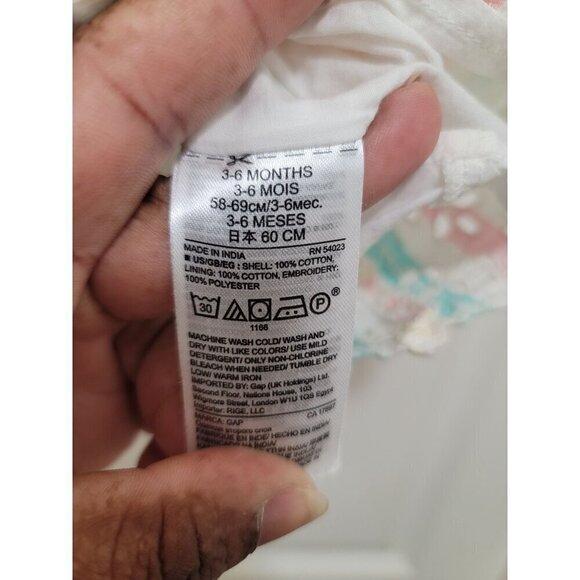 3-6 MONTHS
3-6 MOIS
58-69см/3-6мес.
3-6 MESES
日本 60 CM
MADE IN INDIA RN 54023
■ US/GB/EG : SHELL: 100% COTTON,
LINING: 100% COTTON, EMBROIDERY:
100% POLYESTER
30 P ®
1166
MACHINE WASH COLD/ WASH AND
DRY WITH LIKE COLORS/ USE MILD
DETERGENT/ ONLY NON-CHLORINE
BLEACH WHEN NEEDED/ TUMBLE DRY
LOW/ WARM IRON
IMPORTED BY: Gap (UK Holdings) Ltd.
Second Floor, Nations House, 103
Wigmore Street, London W1U 1QS Egypt
Importer: RIGE, LLC
MARCA: GAP CA 17897
FABRIQUÉ EN INDE/ HECHO EN INDIA/